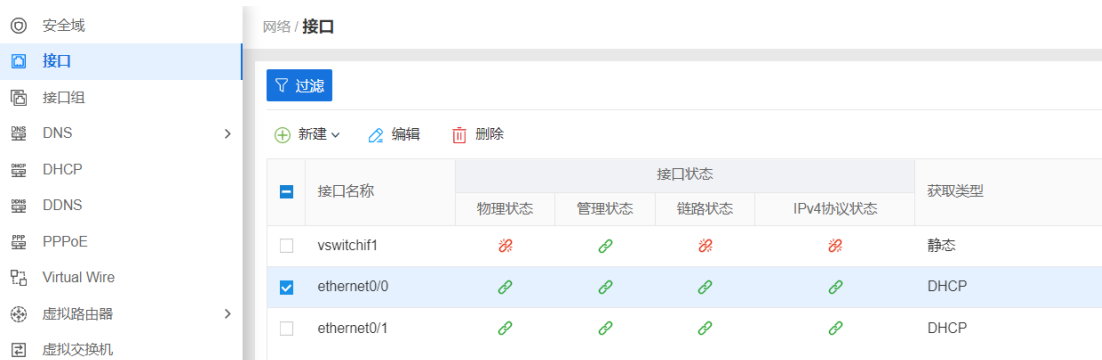 安全域
接口
接口组
DNS
DHCP
DDNS
PPPoE
Virtual Wire
虚拟路由器
虚拟交换机
网络 / 接口
过滤
新建 编辑 删除
接口名称 接口状态 获取类型
物理状态 管理状态 链路状态 IPv4协议状态
vswitchif1 静态
ethernet0/0 DHCP
ethernet0/1 DHCP